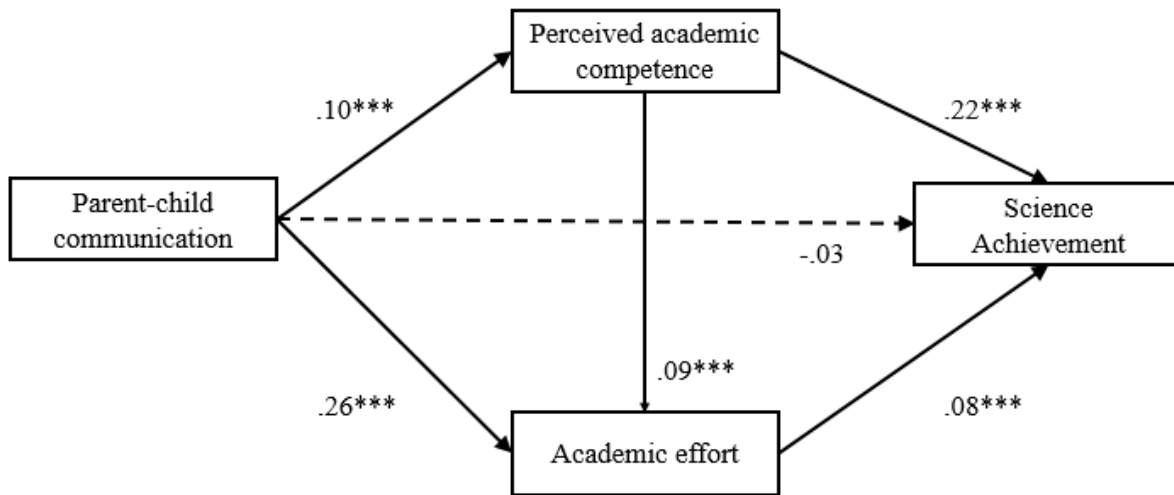 Perceived academic
competence
.10***
.22***
Parent-child
communication
Science
Achievement
-.03
.09***
.26***
.08***
Academic effort